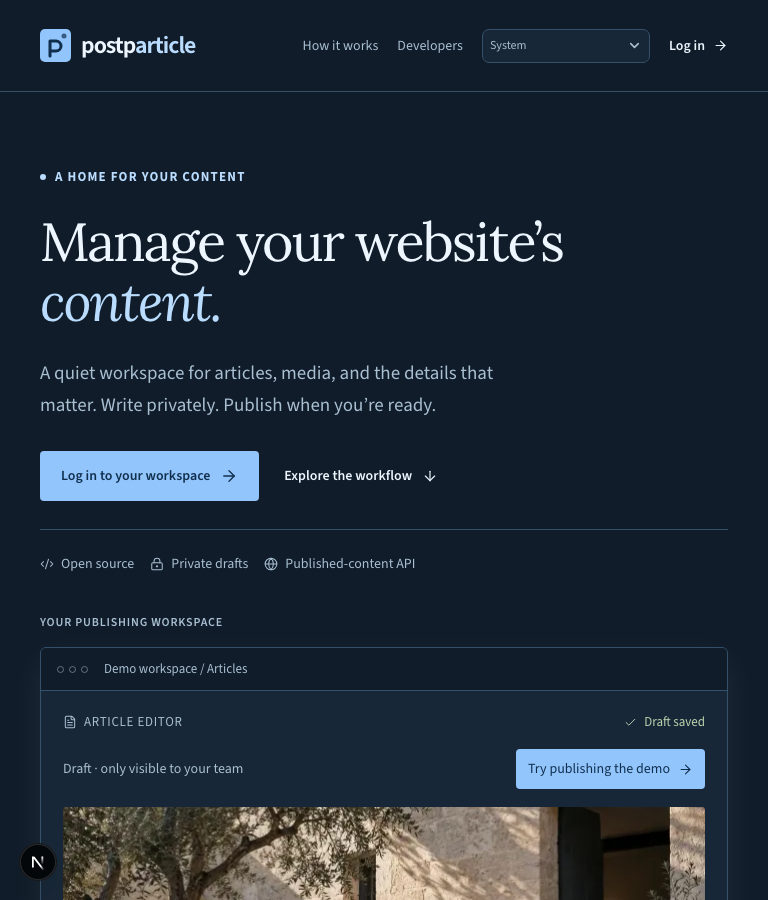 postparticle
How it works
Developers
System
Log in
A HOME FOR YOUR CONTENT
Manage your website’s
content.
A quiet workspace for articles, media, and the details that
matter. Write privately. Publish when you’re ready.
Log in to your workspace
Explore the workflow
Open source
Private drafts
Published-content API
YOUR PUBLISHING WORKSPACE
Demo workspace / Articles
ARTICLE EDITOR
Draft saved
Draft · only visible to your team
Try publishing the demo
N